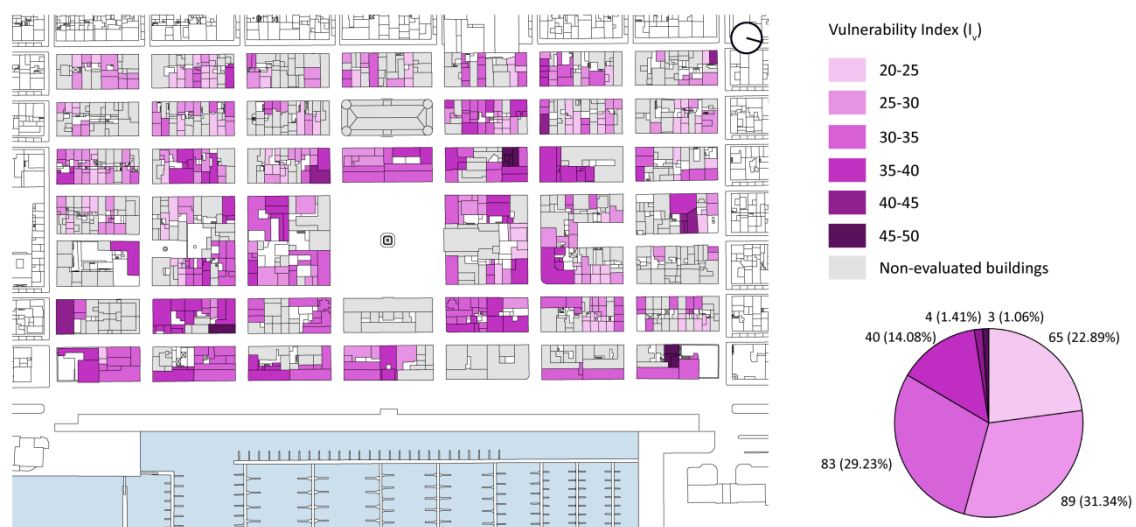 Vulnerability Index (Iv)
20-25
25-30
30-35
35-40
40-45
45-50
Non-evaluated buildings
4 (1.41%) 3 (1.06%)
40 (14.08%) 65 (22.89%)
83 (29.23%)
89 (31.34%)